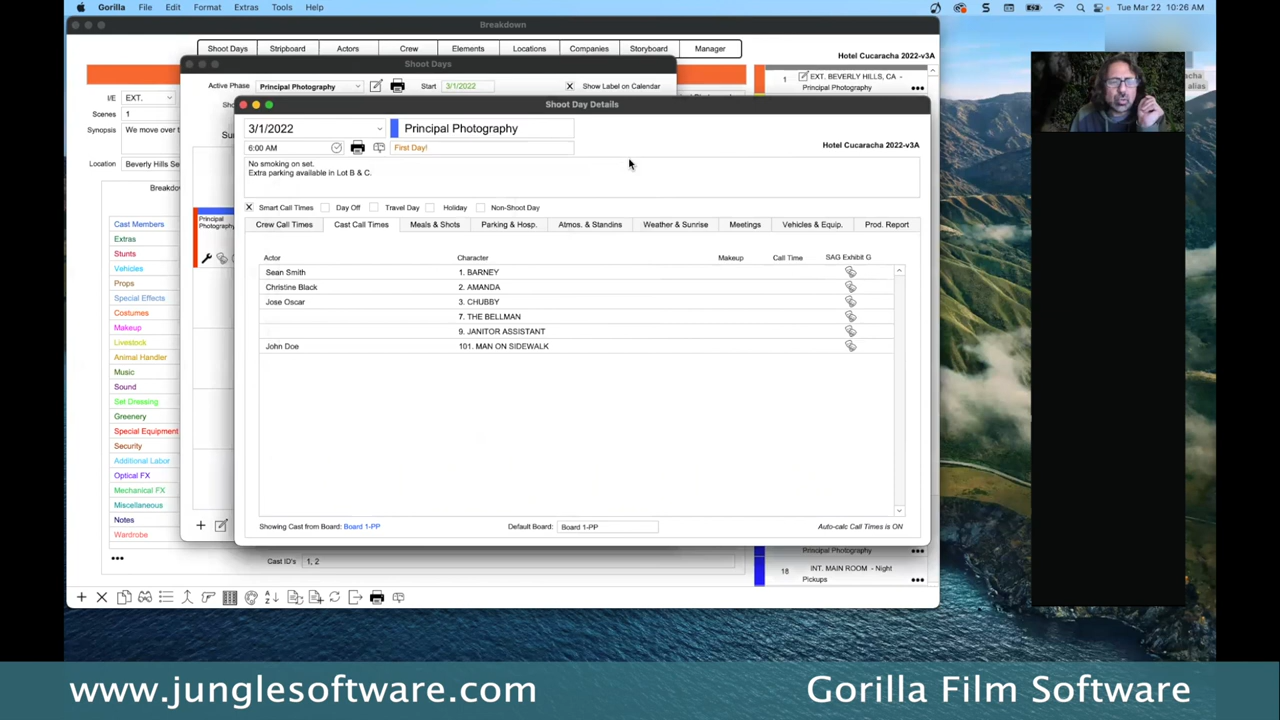 Gorilla File Edit Format Extras Tools Help
Tue Mar 22 10:26 AM
Breakdown
Shoot Days Stripboard Actors Crew Elements Locations Companies Storyboard Manager
Hotel Cucaracha 2022-v3A
Shoot Days
Active Phase Principal Photography Start 3/1/2022 Show Label on Calendar
1 EXT. BEVERLY HILLS, CA -
Principal Photography
I/E EXT.
Scenes 1
Synopsis We move over t
Location Beverly Hills Se
Shoot Day Details
3/1/2022 Principal Photography
Hotel Cucaracha 2022-v3A
6:00 AM First Day!
No smoking on set.
Extra parking available in Lot B & C.
Smart Call Times Day Off Travel Day Holiday Non-Shoot Day
Crew Call Times Cast Call Times Meals & Shots Parking & Hosp. Atmos. & Standins Weather & Sunrise Meetings Vehicles & Equip. Prod. Report
Actor Character Makeup Call Time SAG Exhibit G
Sean Smith 1. BARNEY
Christine Black 2. AMANDA
Jose Oscar 3. CHUBBY
7. THE BELLMAN
9. JANITOR ASSISTANT
John Doe 101. MAN ON SIDEWALK
Showing Cast from Board: Board 1-PP Default Board: Board 1-PP Auto-calc Call Times is ON
Principal
Photography
Breakdow
Cast Members
Extras
Stunts
Vehicles
Props
Special Effects
Costumes
Makeup
Livestock
Animal Handler
Music
Sound
Set Dressing
Greenery
Special Equipment
Security
Additional Labor
Optical FX
Mechanical FX
Miscellaneous
Notes
Wardrobe
Cast ID's 1, 2
Principal Photography
18 INT. MAIN ROOM - Night
Pickups
racha
alias
www.junglesoftware.com
Gorilla Film Software